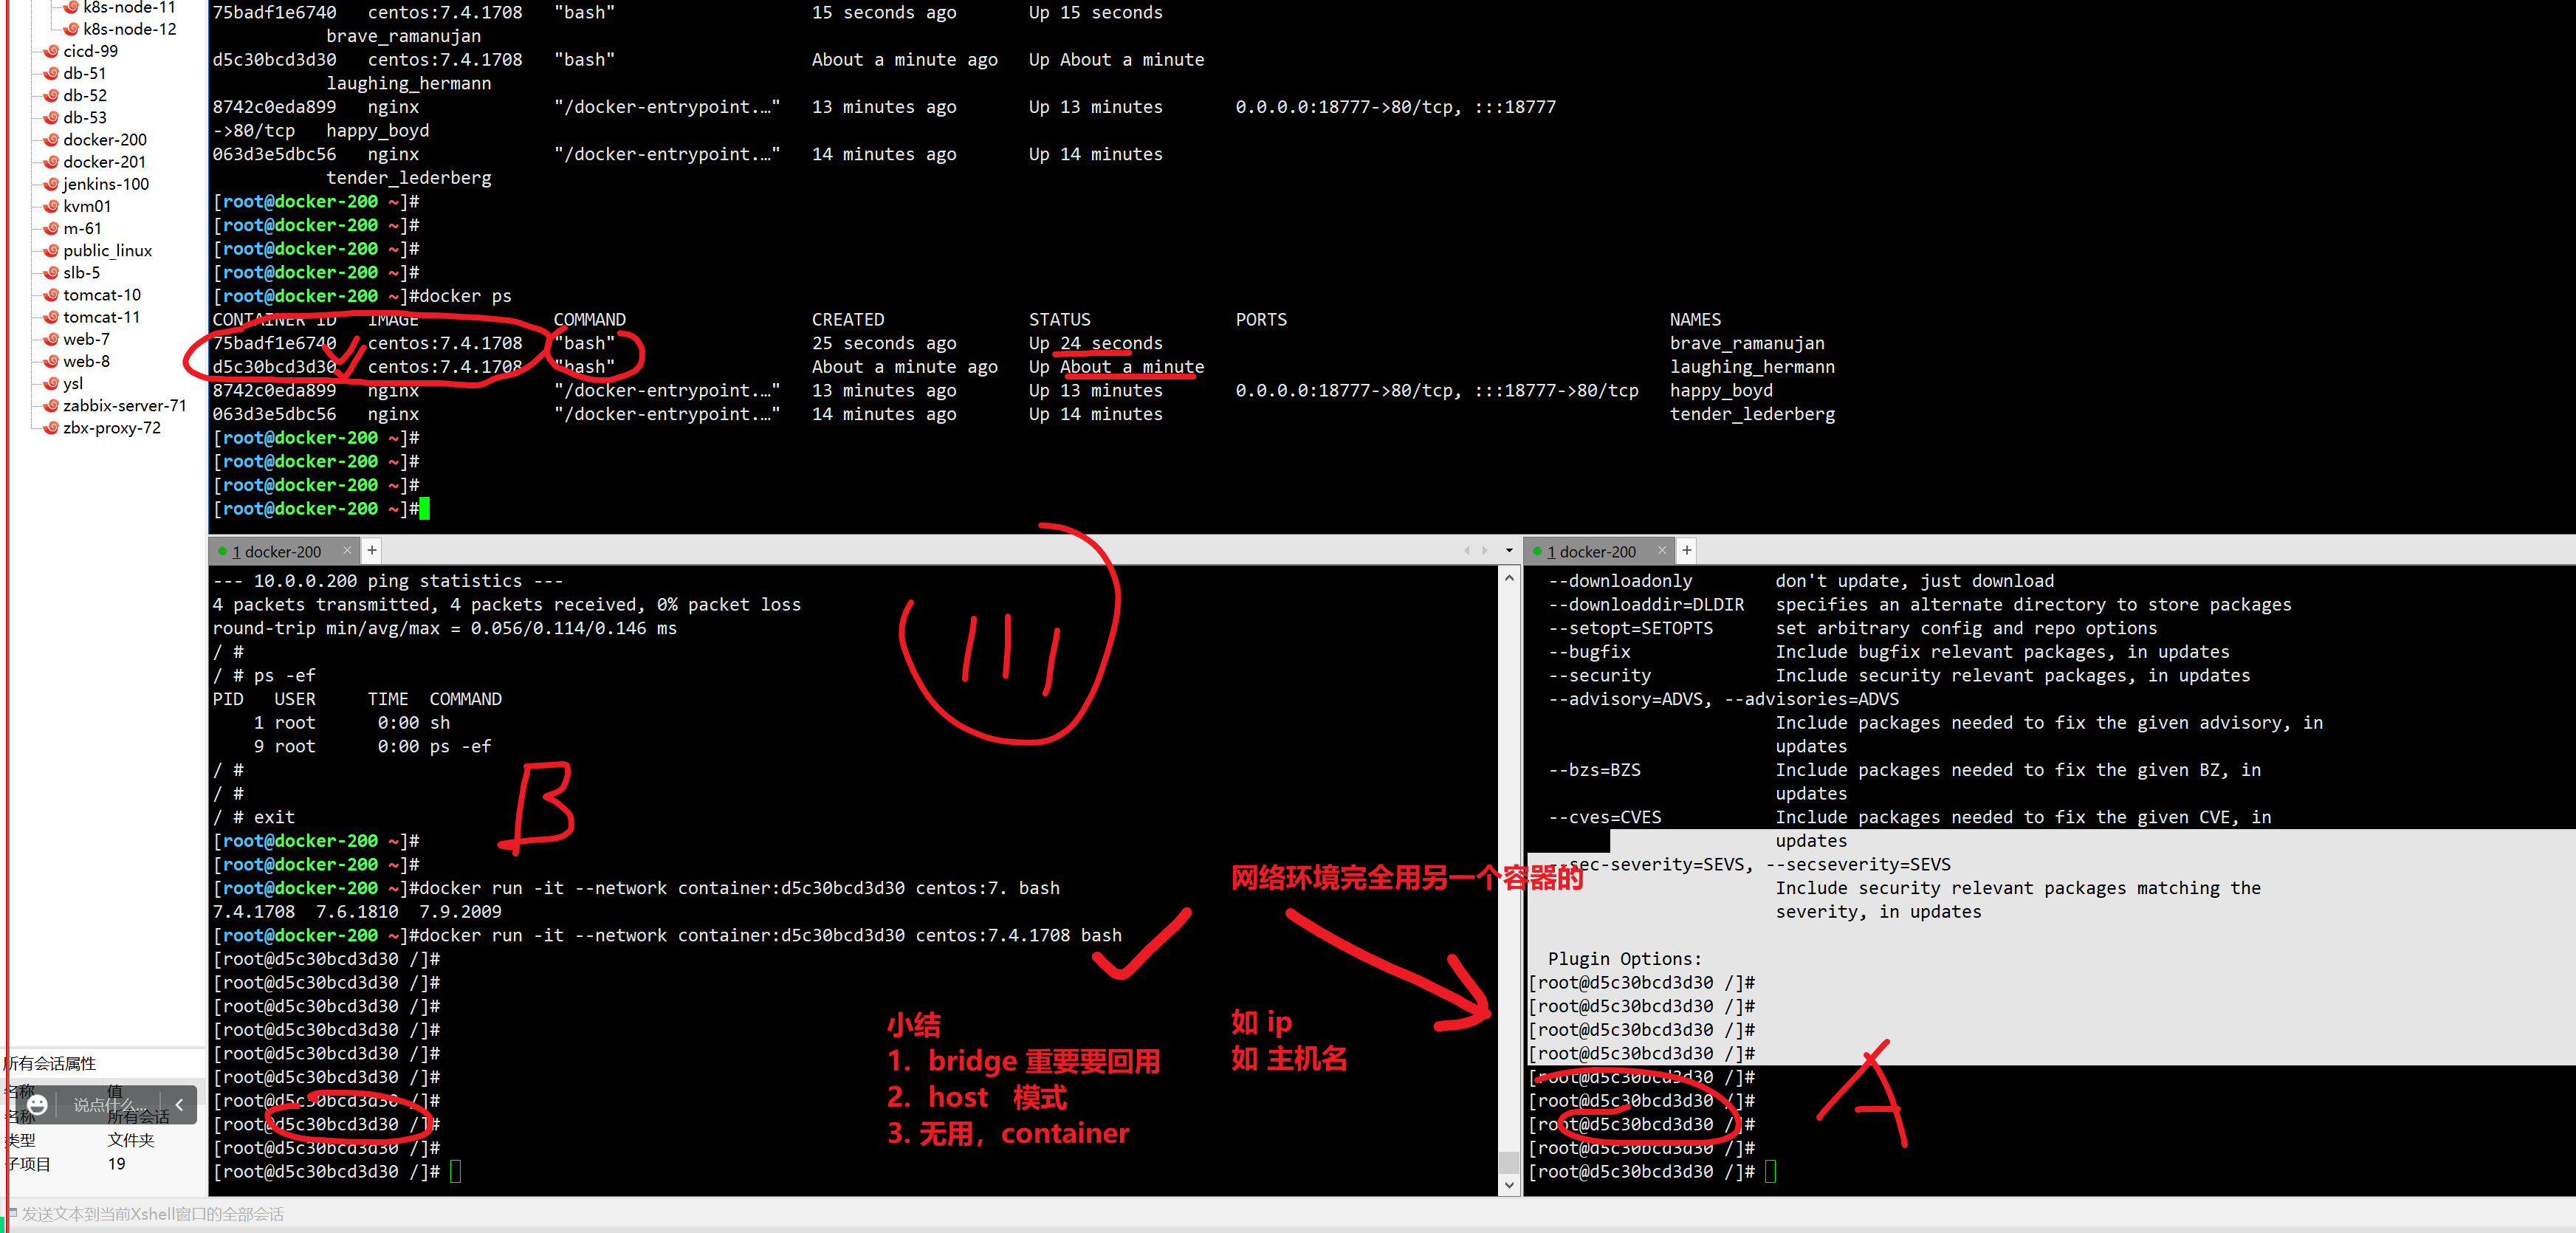 k8s-node-11
k8s-node-12
cicd-99
db-51
db-52
db-53
docker-200
docker-201
jenkins-100
kvm01
m-61
public_linux
slb-5
tomcat-10
tomcat-11
web-7
web-8
ysl
zabbix-server-71
zbx-proxy-72
所有会话属性
名称 值
说点什么...
名称 所有会话
类型 文件夹
子项目 19
75badf1e6740 centos:7.4.1708 "bash" 15 seconds ago Up 15 seconds
brave_ramanujan
d5c30bcd3d30 centos:7.4.1708 "bash" About a minute ago Up About a minute
laughing_hermann
8742c0eda899 nginx "/docker-entrypoint.…" 13 minutes ago Up 13 minutes 0.0.0.0:18777->80/tcp, :::18777
->80/tcp happy_boyd
063d3e5dbc56 nginx "/docker-entrypoint.…" 14 minutes ago Up 14 minutes
tender_lederberg
[root@docker-200 ~]#
[root@docker-200 ~]#
[root@docker-200 ~]#
[root@docker-200 ~]#
[root@docker-200 ~]#docker ps
CONTAINER ID IMAGE COMMAND CREATED STATUS PORTS NAMES
75badf1e6740 centos:7.4.1708 "bash" 25 seconds ago Up 24 seconds brave_ramanujan
d5c30bcd3d30 centos:7.4.1708 "bash" About a minute ago Up About a minute laughing_hermann
8742c0eda899 nginx "/docker-entrypoint.…" 13 minutes ago Up 13 minutes 0.0.0.0:18777->80/tcp, :::18777->80/tcp happy_boyd
063d3e5dbc56 nginx "/docker-entrypoint.…" 14 minutes ago Up 14 minutes tender_lederberg
[root@docker-200 ~]#
[root@docker-200 ~]#
[root@docker-200 ~]#
[root@docker-200 ~]#
1 docker-200 × +
--- 10.0.0.200 ping statistics ---
4 packets transmitted, 4 packets received, 0% packet loss
round-trip min/avg/max = 0.056/0.114/0.146 ms
/ #
/ # ps -ef
PID USER TIME COMMAND
1 root 0:00 sh
9 root 0:00 ps -ef
/ #
/ #
/ # exit
B
[root@docker-200 ~]#
[root@docker-200 ~]#
[root@docker-200 ~]#docker run -it --network container:d5c30bcd3d30 centos:7. bash
7.4.1708 7.6.1810 7.9.2009
[root@docker-200 ~]#docker run -it --network container:d5c30bcd3d30 centos:7.4.1708 bash
[root@d5c30bcd3d30 /]#
[root@d5c30bcd3d30 /]#
[root@d5c30bcd3d30 /]#
[root@d5c30bcd3d30 /]#
[root@d5c30bcd3d30 /]#
[root@d5c30bcd3d30 /]#
[root@d5c30bcd3d30 /]#
[root@d5c30bcd3d30 /]#
[root@d5c30bcd3d30 /]#
[root@d5c30bcd3d30 /]#
网络环境完全用另一个容器的
如 ip
如 主机名
小结
1. bridge 重要要回用
2. host 模式
3. 无用，container
1 docker-200 × +
--downloadonly don't update, just download
--downloaddir=DLDIR specifies an alternate directory to store packages
--setopt=SETOPTS set arbitrary config and repo options
--bugfix Include bugfix relevant packages, in updates
--security Include security relevant packages, in updates
--advisory=ADVS, --advisories=ADVS
Include packages needed to fix the given advisory, in
updates
--bzs=BZS Include packages needed to fix the given BZ, in
updates
--cves=CVES Include packages needed to fix the given CVE, in
updates
--sec-severity=SEVS, --secseverity=SEVS
Include security relevant packages matching the
severity, in updates
Plugin Options:
[root@d5c30bcd3d30 /]#
[root@d5c30bcd3d30 /]#
[root@d5c30bcd3d30 /]#
[root@d5c30bcd3d30 /]#
[root@d5c30bcd3d30 /]#
[root@d5c30bcd3d30 /]#
[root@d5c30bcd3d30 /]#
[root@d5c30bcd3d30 /]#
[root@d5c30bcd3d30 /]#
A
发送文本到当前Xshell窗口的全部会话